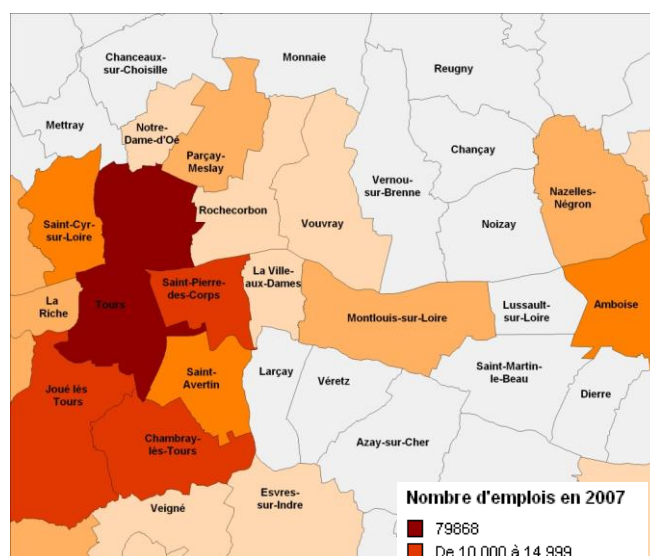 Chanceaux-
sur-Choisille
Monnaie
Reugny
Mettray
Notre-
Dame-d'Oé
Parçay-
Meslay
Chançay
Vernou-
sur-Brenne
Nazelles-
Négron
Saint-Cyr-
sur-Loire
Rochecorbon
Vouvray
Noizay
La Ville-
aux-Dames
Saint-Pierre-
des-Corps
La
Riche
Tours
Montlouis-sur-Loire
Lussault-
sur-Loire
Amboise
Joué lès
Tours
Saint-
Avertin
Larçay
Véretz
Saint-Martin-
le-Beau
Dierre
Chambray-
lès-Tours
Azay-sur-Cher
Veigné
Esvres-
sur-Indre
Nombre d'emplois en 2007
79868
De 10 000 à 14 999